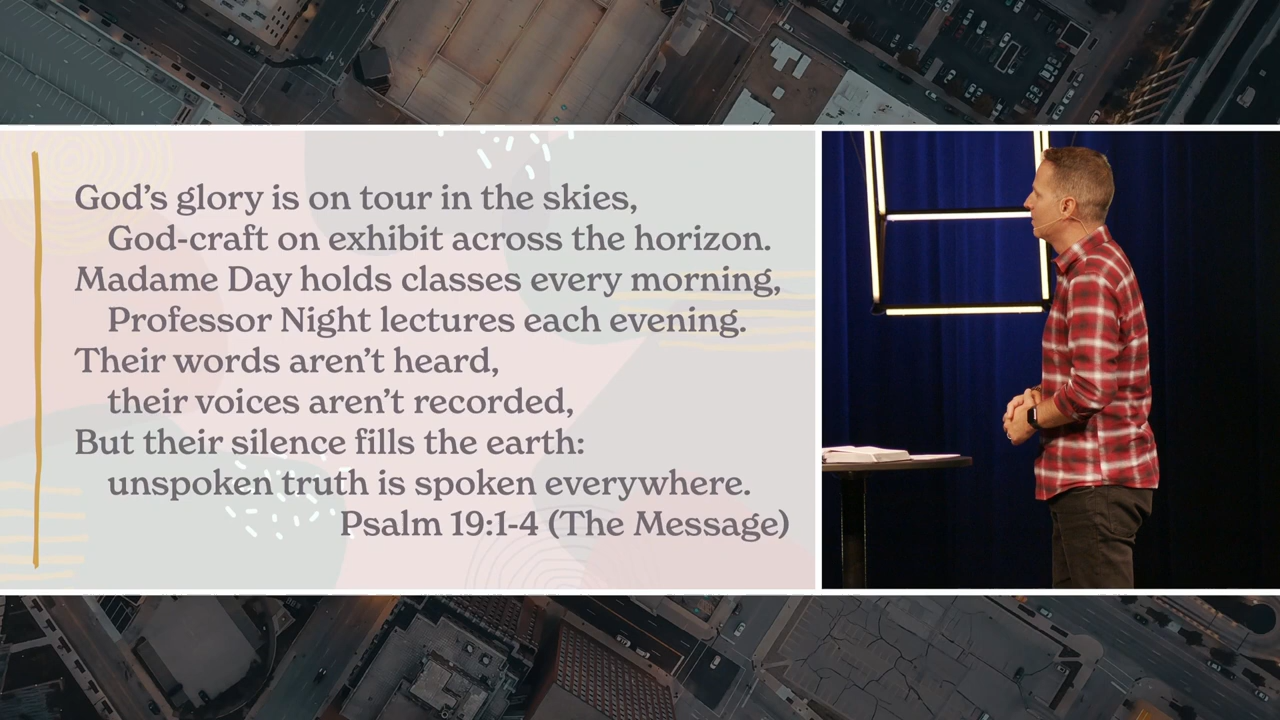 God’s glory is on tour in the skies,
God-craft on exhibit across the horizon.
Madame Day holds classes every morning,
Professor Night lectures each evening.
Their words aren’t heard,
their voices aren’t recorded,
But their silence fills the earth:
unspoken truth is spoken everywhere.
Psalm 19:1-4 (The Message)